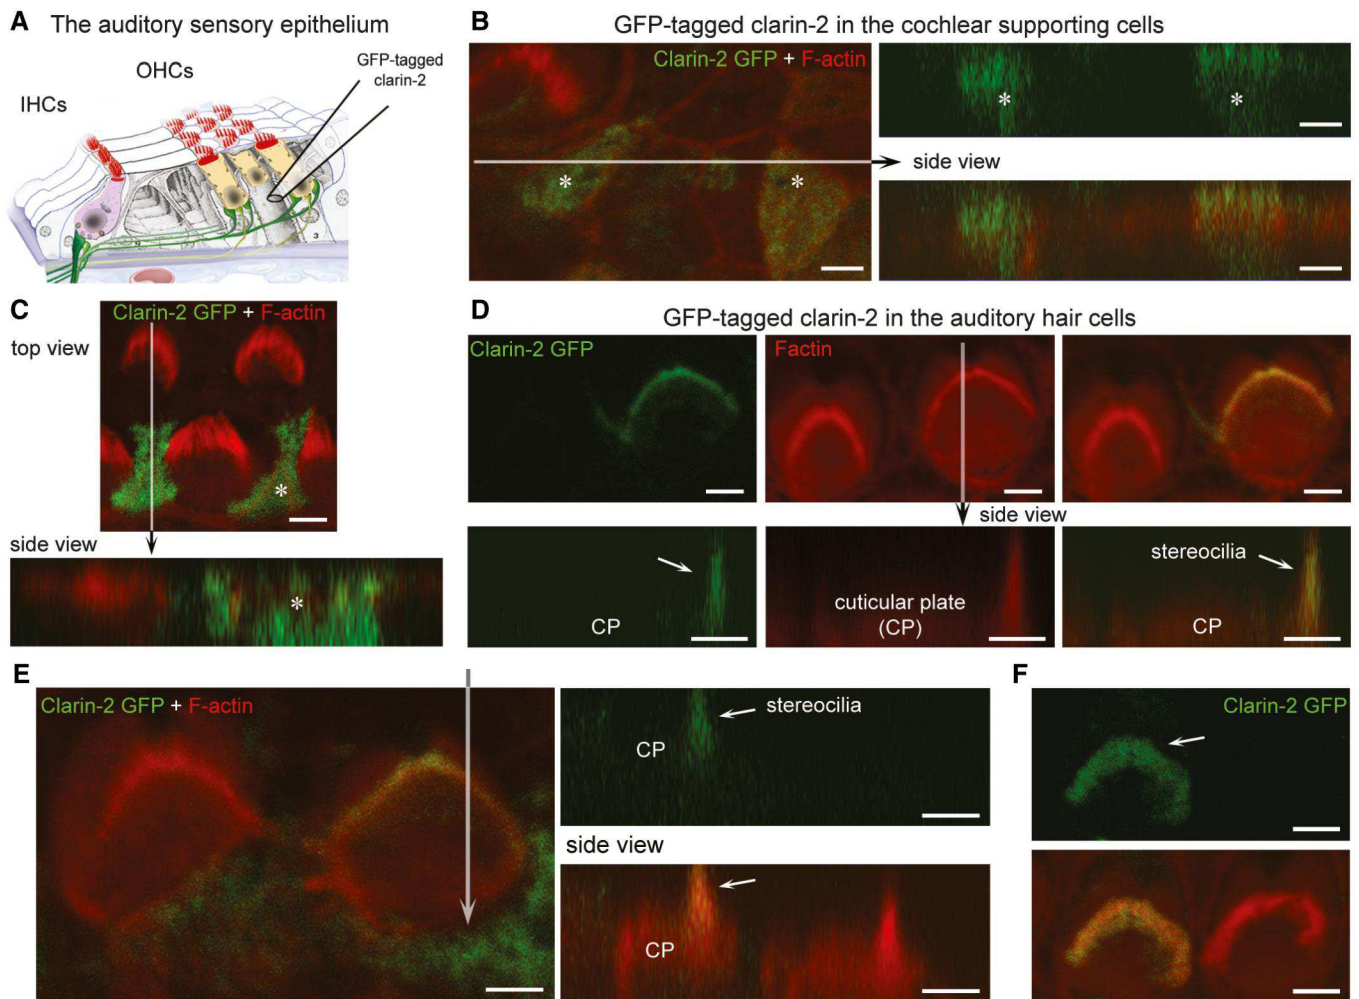 A The auditory sensory epithelium
OHCs
IHCs
GFP-tagged
clarin-2
3
B GFP-tagged clarin-2 in the cochlear supporting cells
Clarin-2 GFP + F-actin
*
*
*
*
side view
C
Clarin-2 GFP + F-actin
top view
*
side view
*
D GFP-tagged clarin-2 in the auditory hair cells
Clarin-2 GFP
Factin
side view
CP
cuticular plate
(CP)
stereocilia
CP
E
Clarin-2 GFP + F-actin
stereocilia
CP
side view
CP
F
Clarin-2 GFP